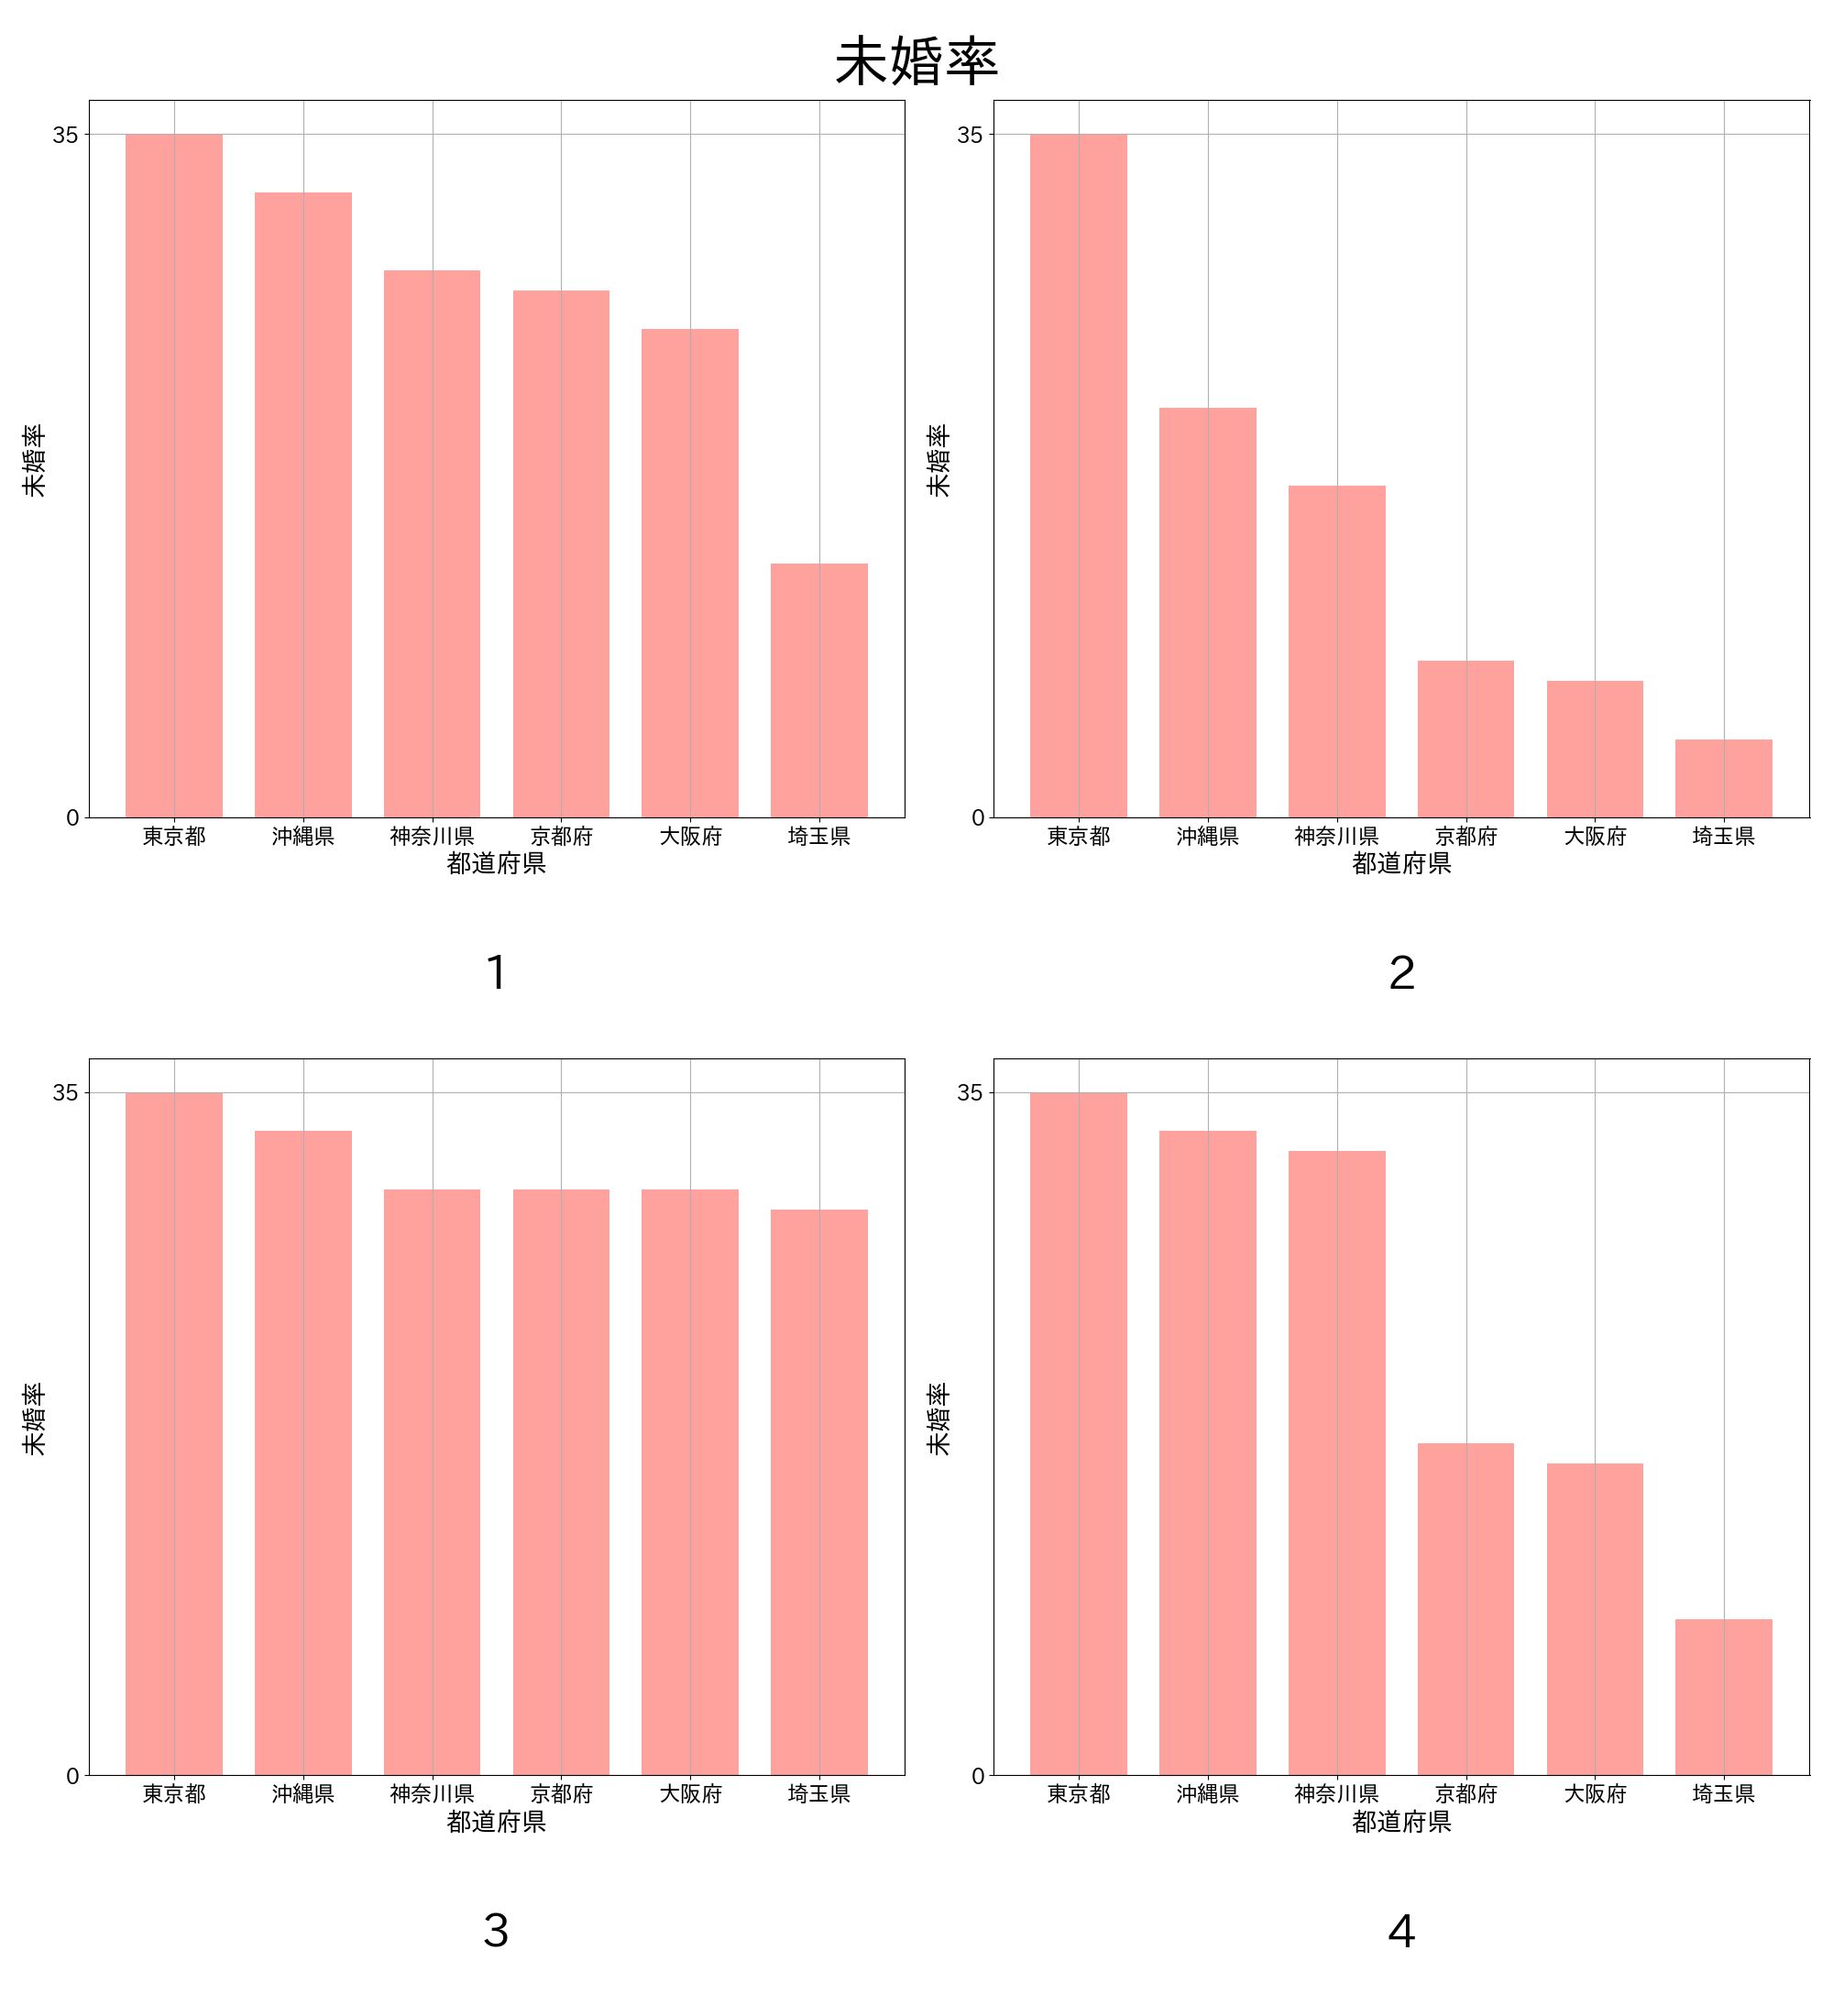 未婚率
35
0
未婚率
東京都 沖縄県 神奈川県 京都府 大阪府 埼玉県
都道府県
1
35
0
未婚率
東京都 沖縄県 神奈川県 京都府 大阪府 埼玉県
都道府県
2
35
0
未婚率
東京都 沖縄県 神奈川県 京都府 大阪府 埼玉県
都道府県
3
35
0
未婚率
東京都 沖縄県 神奈川県 京都府 大阪府 埼玉県
都道府県
4